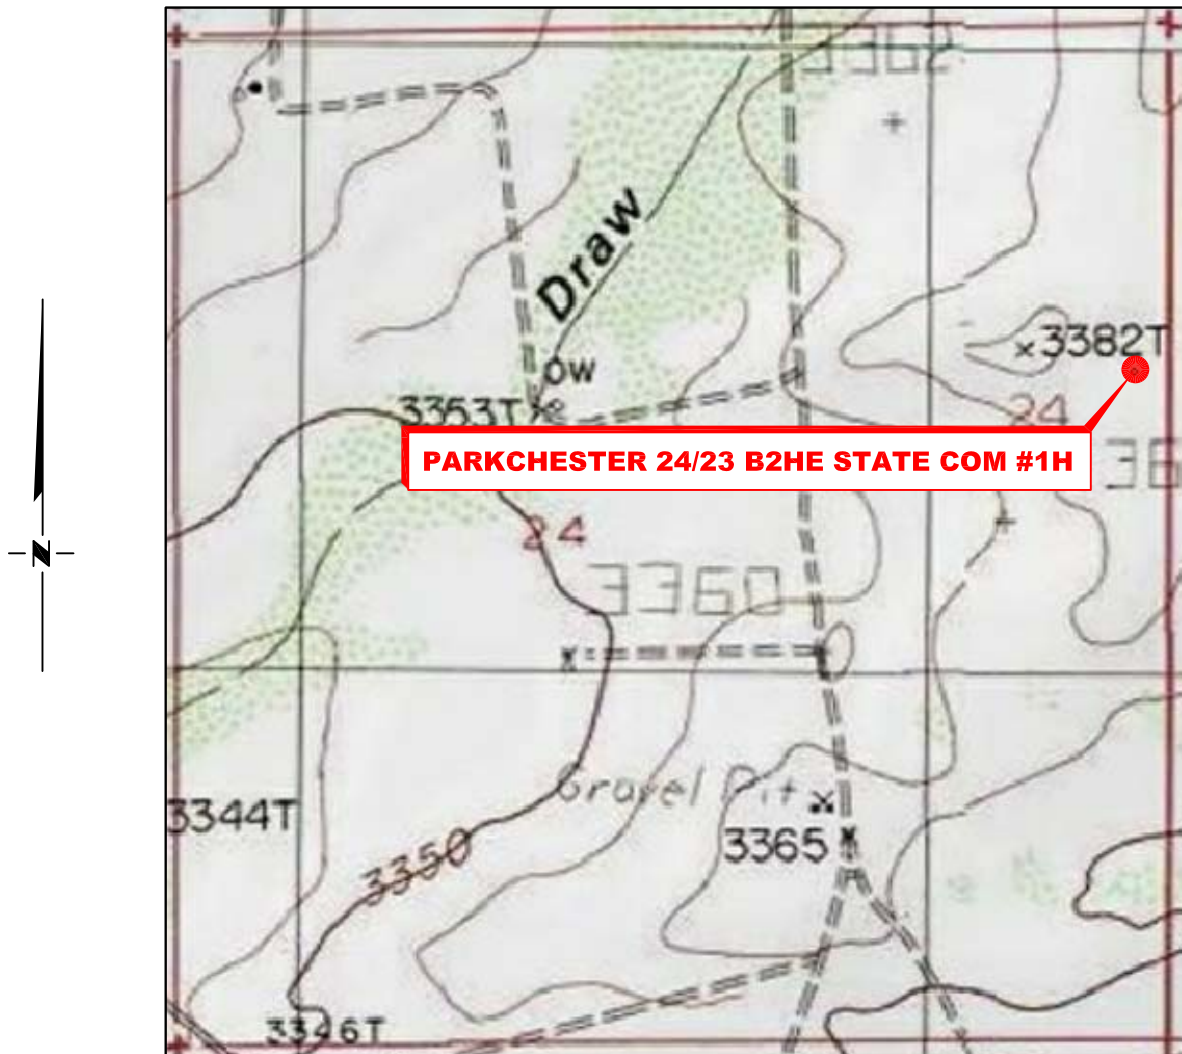 3362
Draw
OW
×3382T
3353T
24
PARKCHESTER 24/23 B2HE STATE COM #1H
36
24
3360
N
Gravel Pit
3344T
3365
3350
3346T